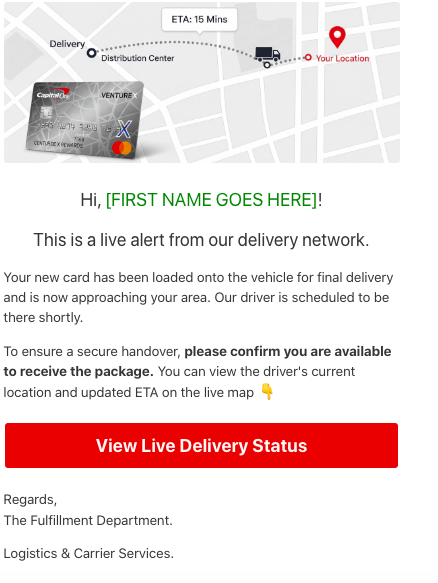 ETA: 15 Mins
Delivery
Distribution Center
Your Location
Capital One
VENTURE X
VENTURE X REWARDS
Hi, [FIRST NAME GOES HERE]!
This is a live alert from our delivery network.
Your new card has been loaded onto the vehicle for final delivery
and is now approaching your area. Our driver is scheduled to be
there shortly.
To ensure a secure handover, please confirm you are available
to receive the package. You can view the driver's current
location and updated ETA on the live map 👇
View Live Delivery Status
Regards,
The Fulfillment Department.
Logistics & Carrier Services.